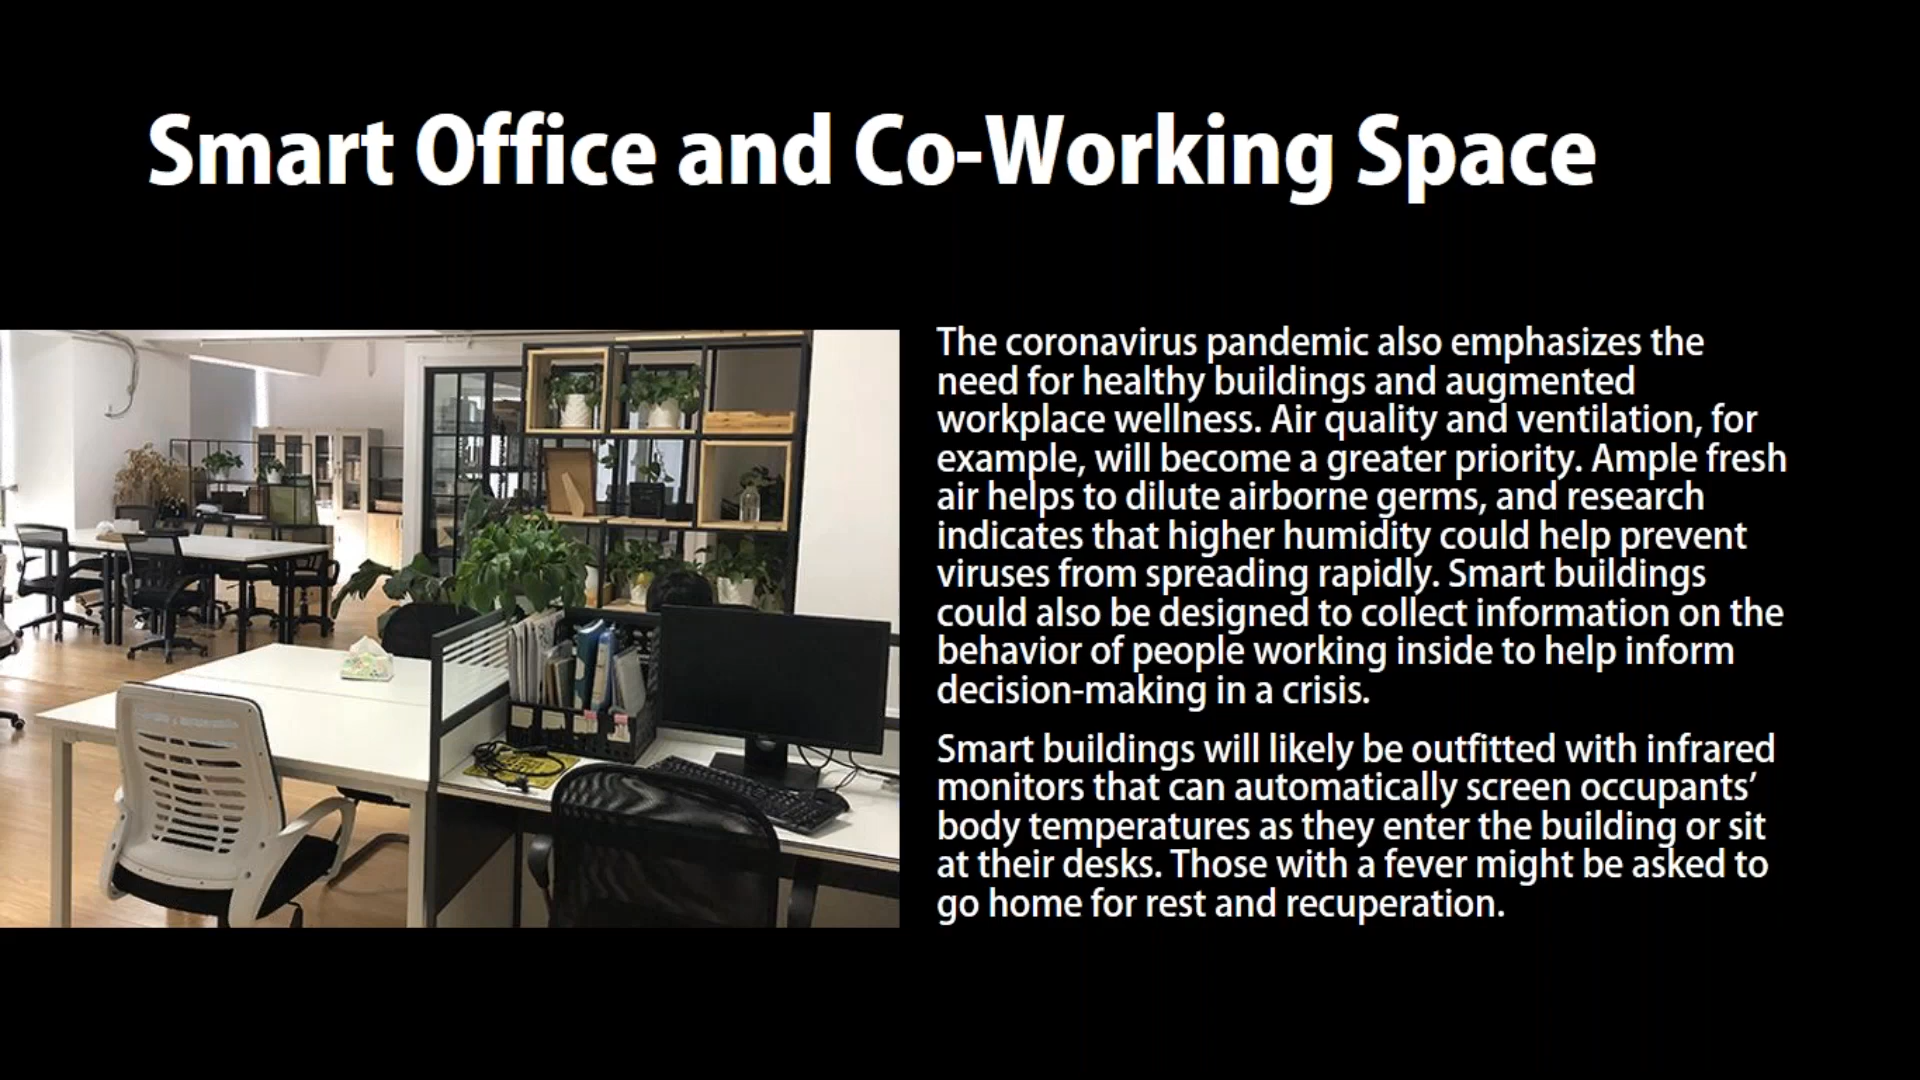 Smart Office and Co-Working Space
The coronavirus pandemic also emphasizes the
need for healthy buildings and augmented
workplace wellness. Air quality and ventilation, for
example, will become a greater priority. Ample fresh
air helps to dilute airborne germs, and research
indicates that higher humidity could help prevent
viruses from spreading rapidly. Smart buildings
could also be designed to collect information on the
behavior of people working inside to help inform
decision-making in a crisis.
Smart buildings will likely be outfitted with infrared
monitors that can automatically screen occupants’
body temperatures as they enter the building or sit
at their desks. Those with a fever might be asked to
go home for rest and recuperation.